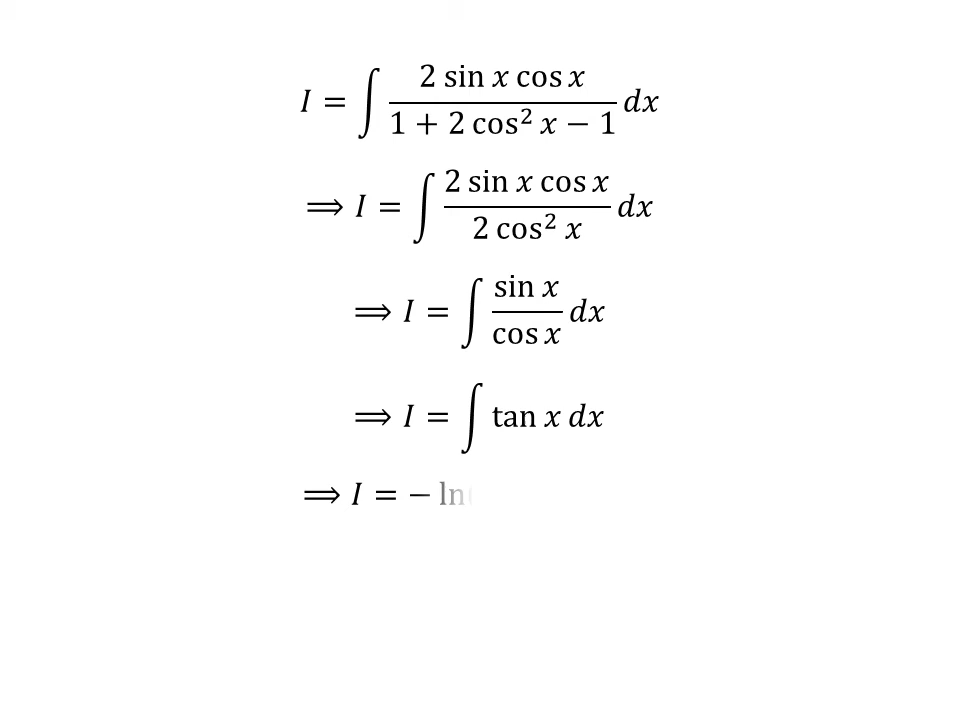 I = ∫ 2 sin x cos x / 1 + 2 cos² x − 1 dx
⟹ I = ∫ 2 sin x cos x / 2 cos² x dx
⟹ I = ∫ sin x / cos x dx
⟹ I = ∫ tan x dx
⟹ I = − ln